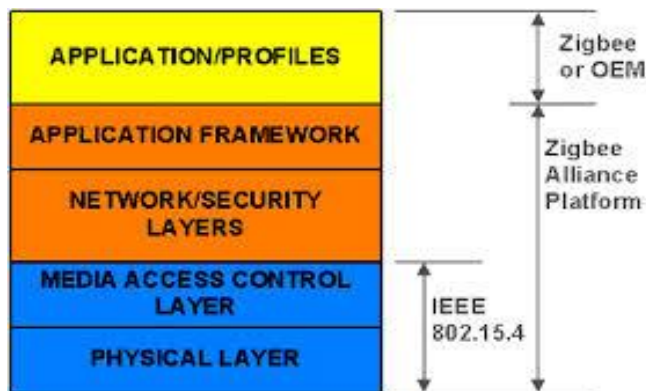 APPLICATION/PROFILES
APPLICATION FRAMEWORK
NETWORK/SECURITY
LAYERS
MEDIA ACCESS CONTROL
LAYER
PHYSICAL LAYER
Zigbee
or OEM
Zigbee
Alliance
Platform
IEEE
802.15.4